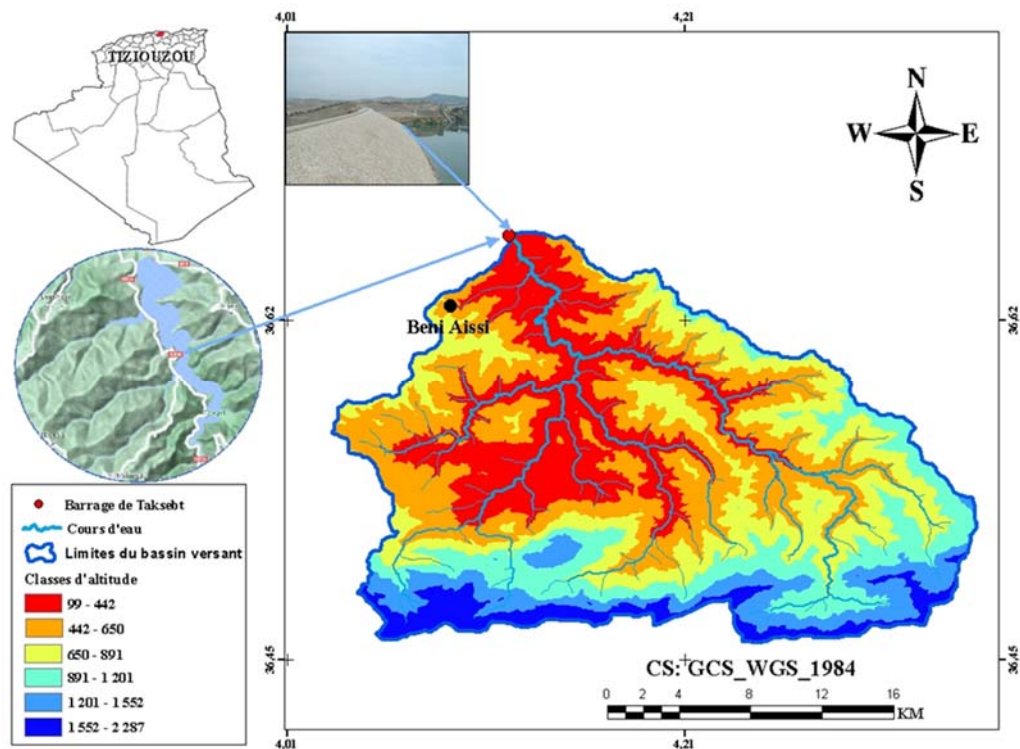 4,01
4,21
TIZIOUZOU
N
W E
S
36,62
36,62
Beni Aissi
Barrage de Taksebt
Cours d'eau
Limites du bassin versant
Classes d'altitude
99 - 442
442 - 650
650 - 891
891 - 1 201
1 201 - 1 552
1 552 - 2 287
36,45
36,45
CS: GCS_WGS_1984
0 2 4 8 12 16
KM
4,01
4,21